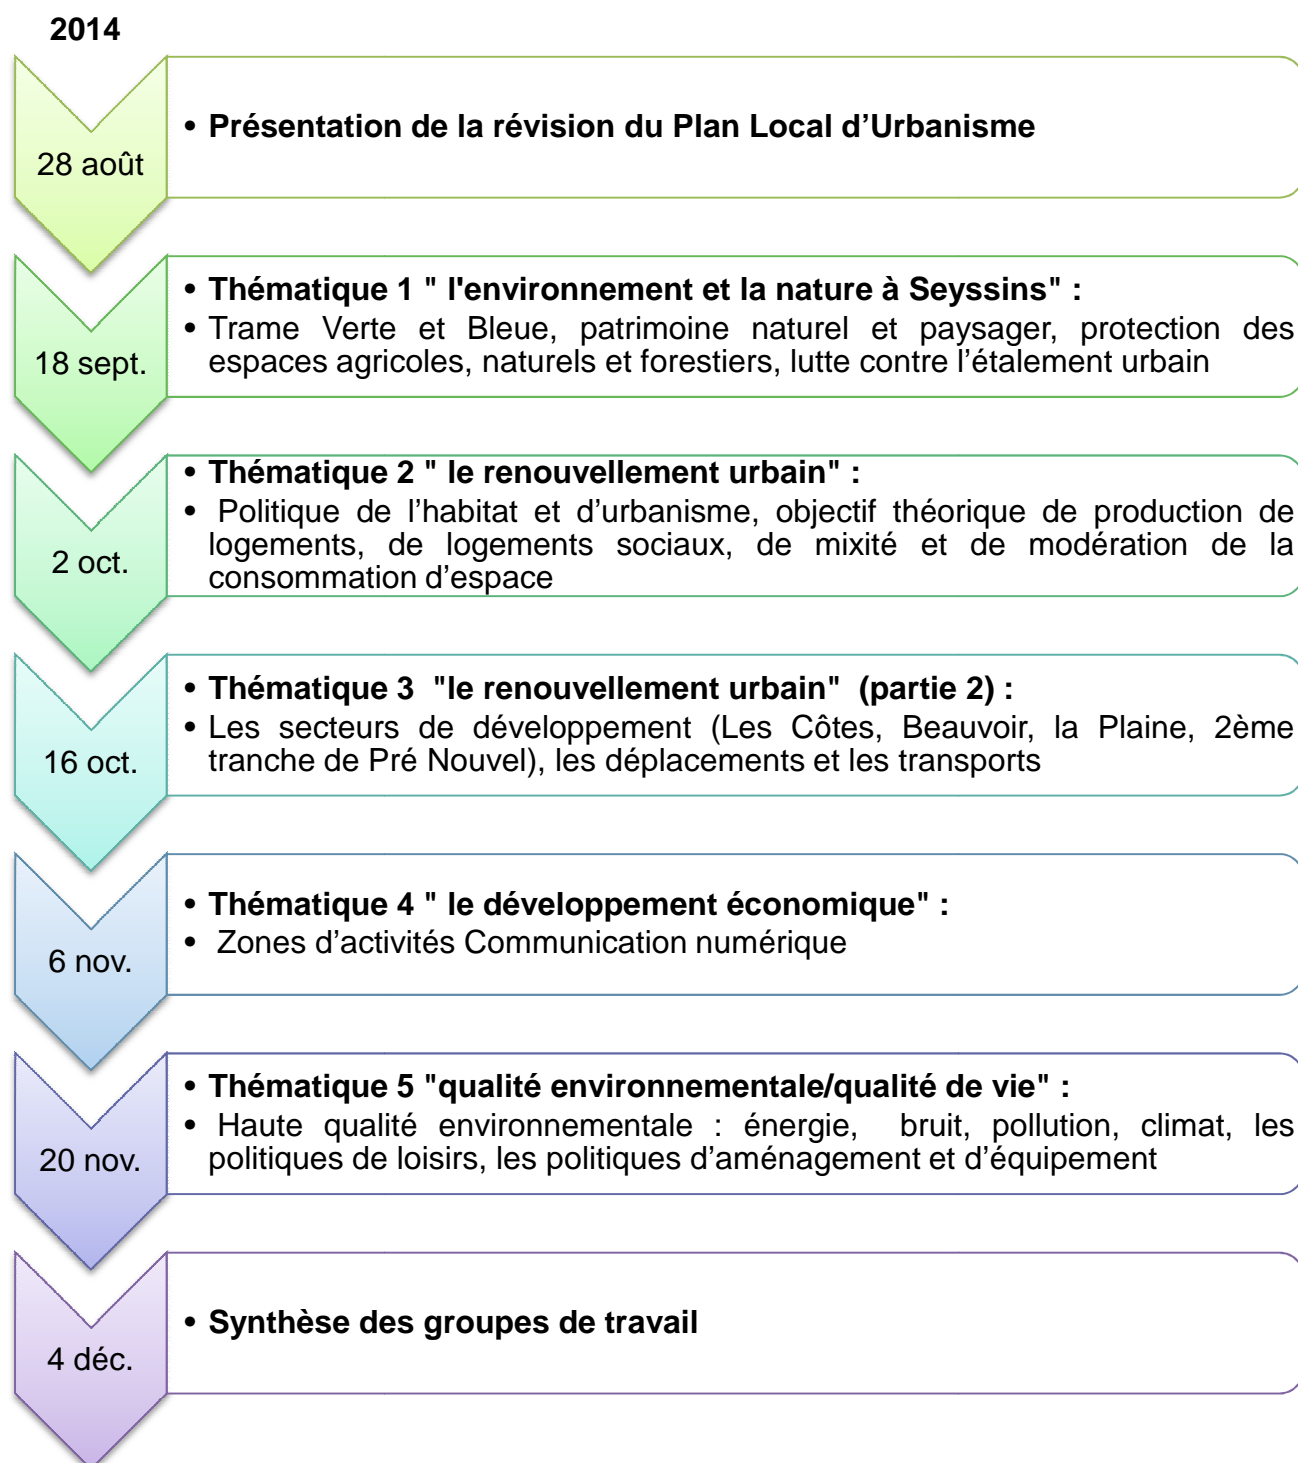 2014
28 août
• Présentation de la révision du Plan Local d’Urbanisme
18 sept.
• Thématique 1 " l'environnement et la nature à Seyssins" :
• Trame Verte et Bleue, patrimoine naturel et paysager, protection des
espaces agricoles, naturels et forestiers, lutte contre l’étalement urbain
2 oct.
• Thématique 2 " le renouvellement urbain" :
• Politique de l’habitat et d’urbanisme, objectif théorique de production de
logements, de logements sociaux, de mixité et de modération de la
consommation d’espace
16 oct.
• Thématique 3 "le renouvellement urbain" (partie 2) :
• Les secteurs de développement (Les Côtes, Beauvoir, la Plaine, 2ème
tranche de Pré Nouvel), les déplacements et les transports
6 nov.
• Thématique 4 " le développement économique" :
• Zones d’activités Communication numérique
20 nov.
• Thématique 5 "qualité environnementale/qualité de vie" :
• Haute qualité environnementale : énergie, bruit, pollution, climat, les
politiques de loisirs, les politiques d’aménagement et d’équipement
4 déc.
• Synthèse des groupes de travail